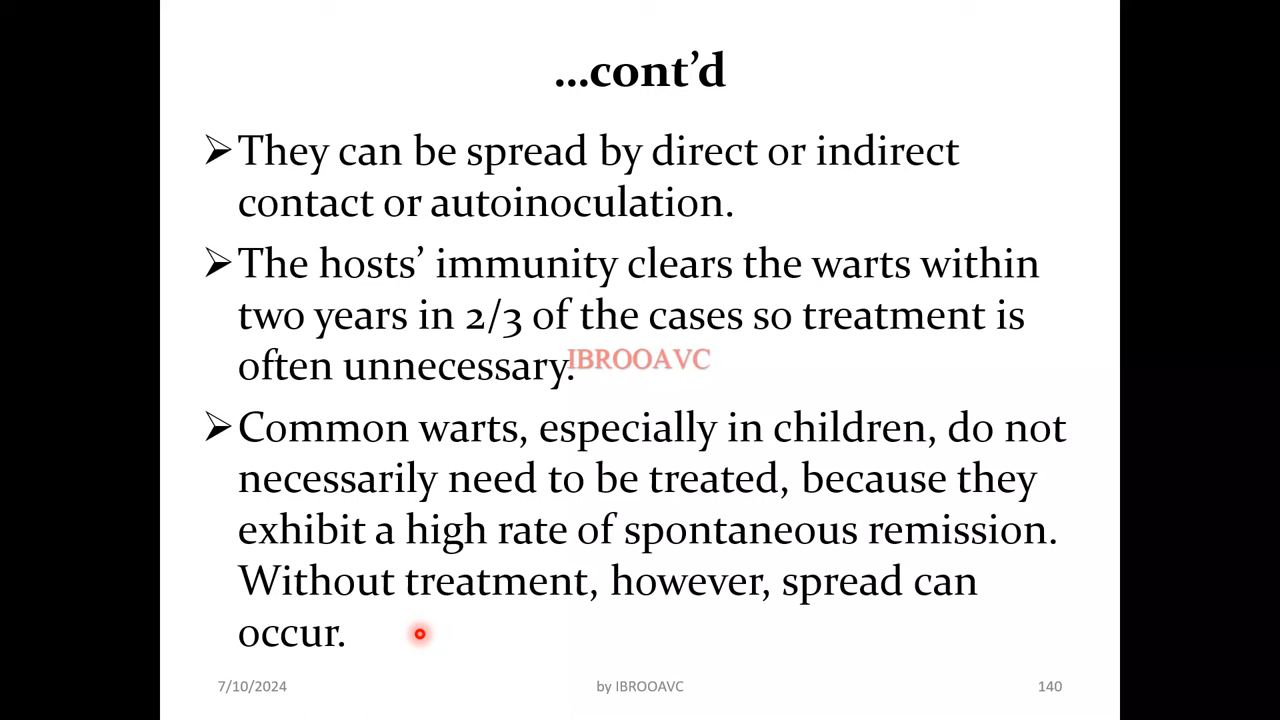 ...cont’d
➢They can be spread by direct or indirect
contact or autoinoculation.
➢The hosts’ immunity clears the warts within
two years in 2/3 of the cases so treatment is
often unnecessary.
IBROOAVC
➢Common warts, especially in children, do not
necessarily need to be treated, because they
exhibit a high rate of spontaneous remission.
Without treatment, however, spread can
occur.
7/10/2024 by IBROOAVC 140